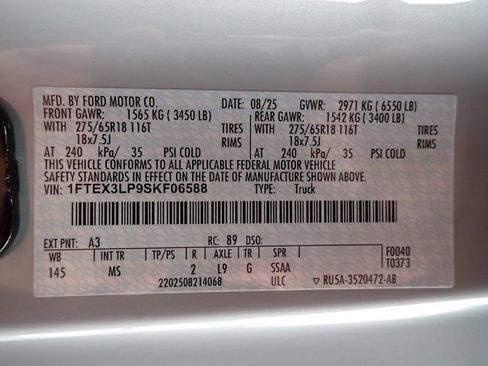 MFD. BY FORD MOTOR CO. DATE: 08/25 GVWR: 2971 KG ( 6550 LB)
FRONT GAWR: 1565 KG ( 3450 LB) REAR GAWR: 1542 KG ( 3400 LB)
WITH 275/65R18 116T TIRES WITH 275/65R18 116T TIRES
18x7.5J RIMS 18x7.5J RIMS
AT 240 kPa/ 35 PSI COLD AT 240 kPa/ 35 PSI COLD
THIS VEHICLE CONFORMS TO ALL APPLICABLE FEDERAL MOTOR VEHICLE
SAFETY STANDARDS IN EFFECT ON THE DATE OF MANUFACTURE SHOWN ABOVE.
1FTEX3LP9SKF06588 TYPE: Truck
EXT PNT: A3 RC: 89 DSO:
WB INT TR TP/PS R AXLE TR SPR F0040
145 MS 2 L9 G SSAA T0373
2202508214068 ULC RU5A-3520472-AB